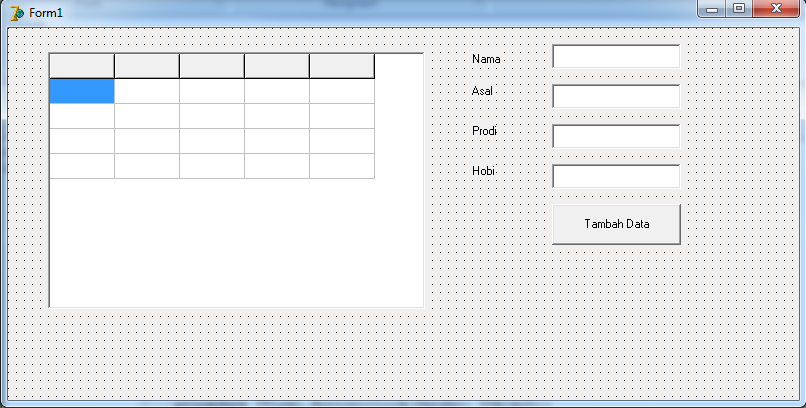 Form1
Nama
Asal
Prodi
Hobi
Tambah Data